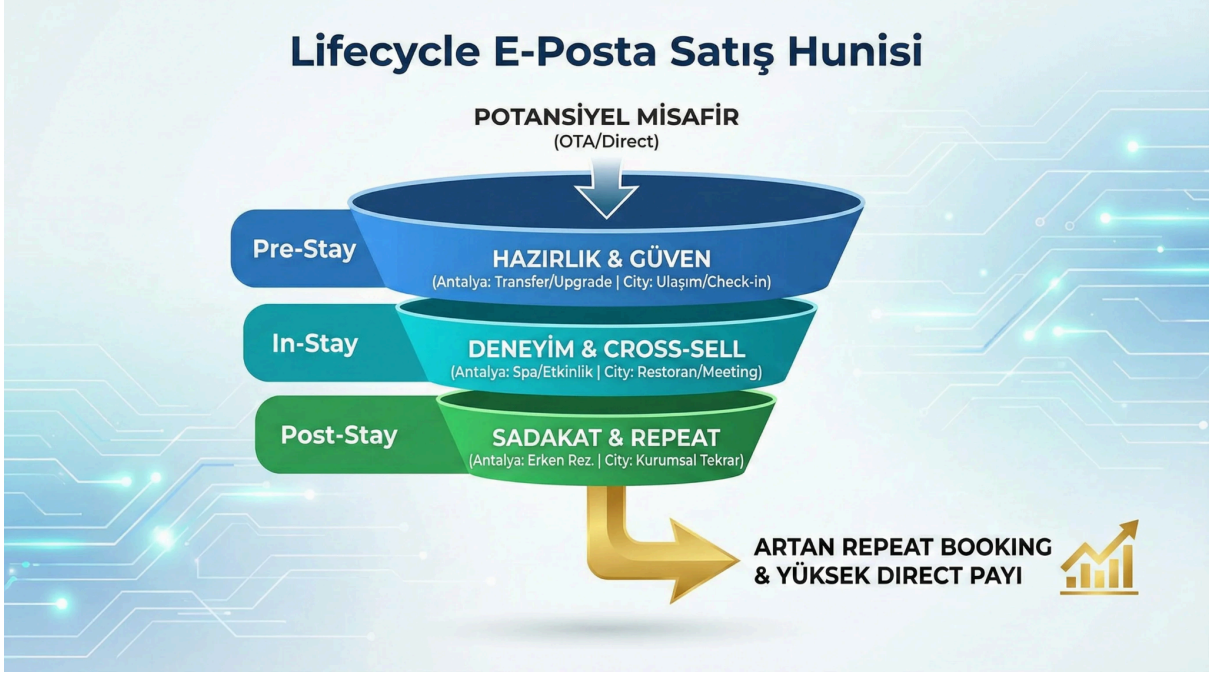 Lifecycle E-Posta Satış Hunisi
POTANSİYEL MİSAFİR
(OTA/Direct)
Pre-Stay
HAZIRLIK & GÜVEN
(Antalya: Transfer/Upgrade | City: Ulaşım/Check-in)
In-Stay
DENEYİM & CROSS-SELL
(Antalya: Spa/Etkinlik | City: Restoran/Meeting)
Post-Stay
SADAKAT & REPEAT
(Antalya: Erken Rez. | City: Kurumsal Tekrar)
ARTAN REPEAT BOOKING
& YÜKSEK DIRECT PAYI